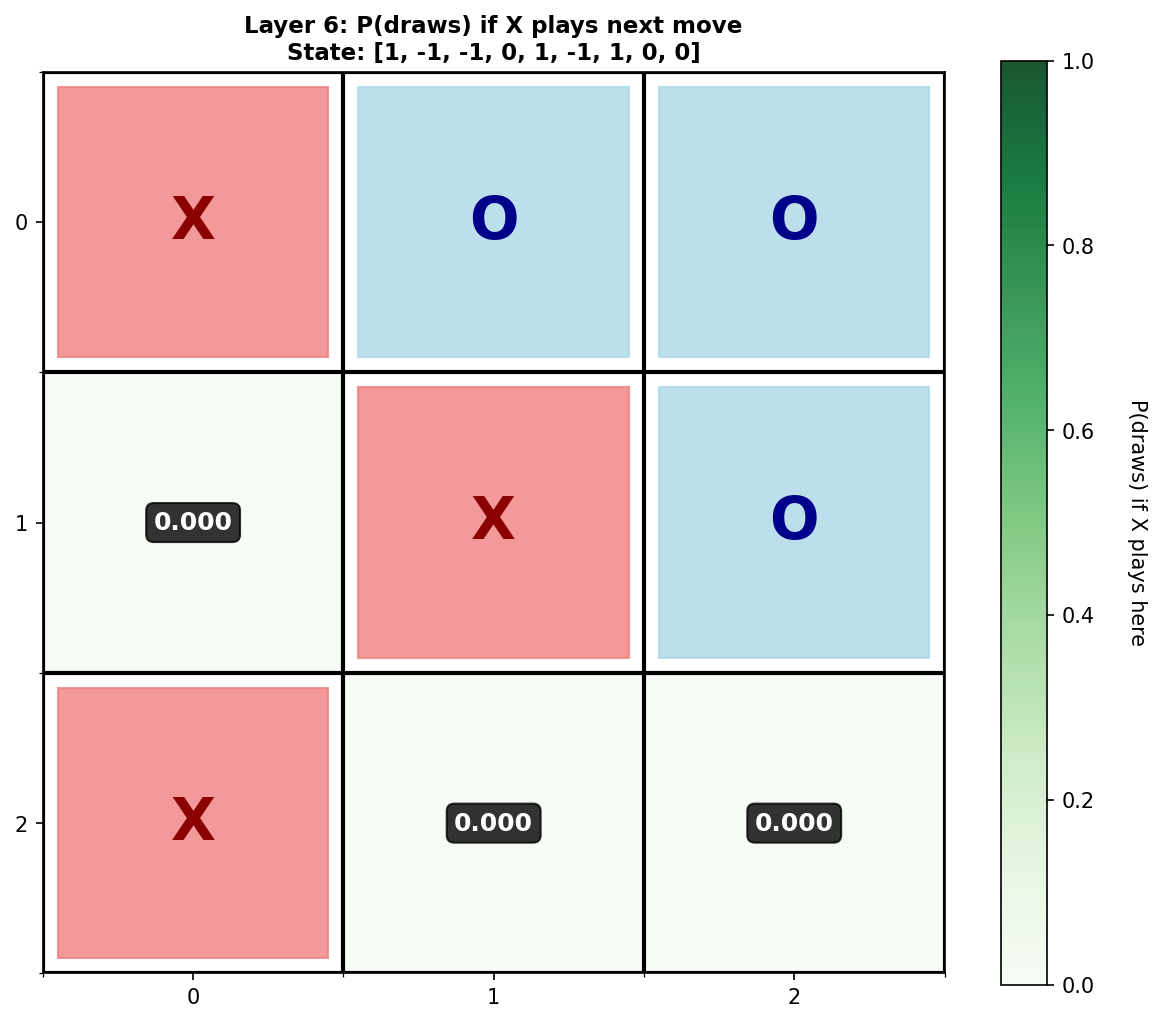 Layer 6: P(draws) if X plays next move
State: [1, -1, -1, 0, 1, -1, 1, 0, 0]
X
O
O
0
0.000
X
O
1
X
0.000
0.000
2
0
1
2
1.0
0.8
0.6
0.4
0.2
0.0
P(draws) if X plays here